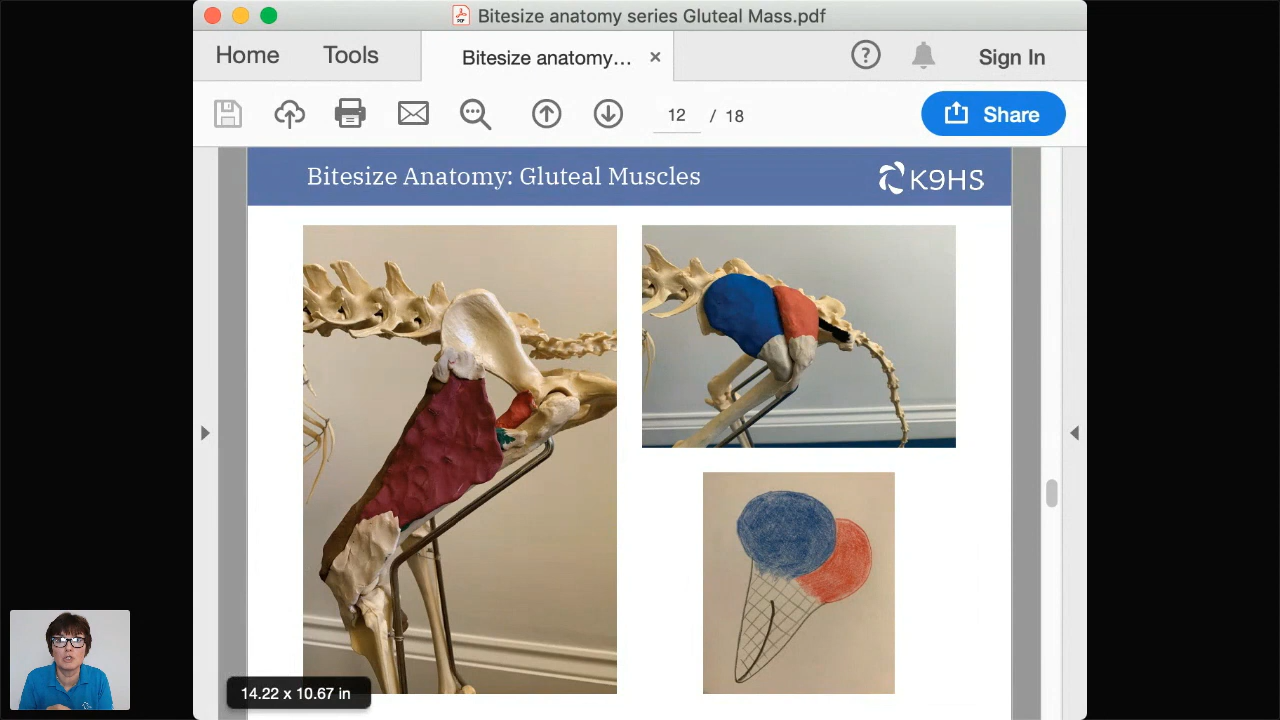 Bitesize anatomy series Gluteal Mass.pdf
Home Tools Bitesize anatomy... × ? Sign In
12 / 18 Share
Bitesize Anatomy: Gluteal Muscles K9HS
14.22 x 10.67 in